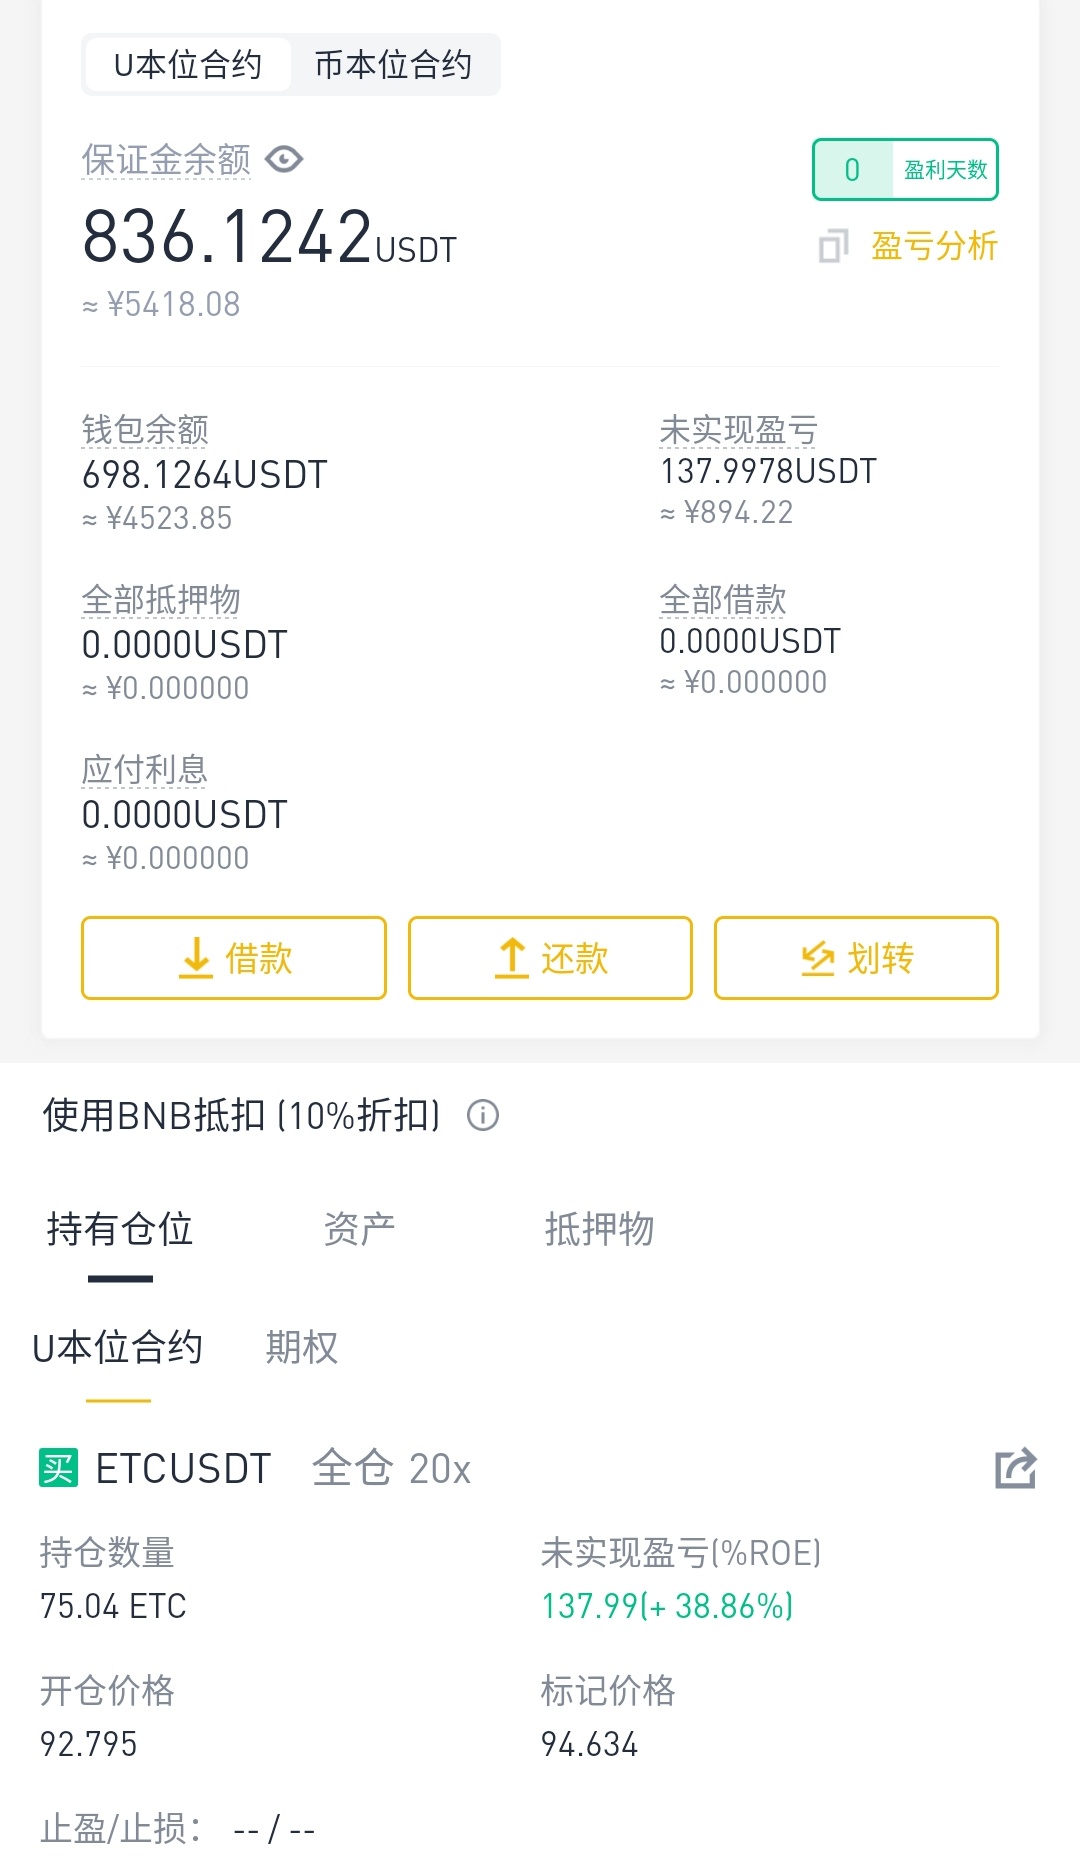 U本位合约 币本位合约
保证金余额
0 盈利天数
836.1242USDT
盈亏分析
≈ ¥5418.08
钱包余额 未实现盈亏
698.1264USDT 137.9978USDT
≈ ¥4523.85 ≈ ¥894.22
全部抵押物 全部借款
0.0000USDT 0.0000USDT
≈ ¥0.000000 ≈ ¥0.000000
应付利息
0.0000USDT
≈ ¥0.000000
借款 还款 划转
使用BNB抵扣 (10%折扣)
持有仓位 资产 抵押物
U本位合约 期权
买 ETCUSDT 全仓 20x
持仓数量 未实现盈亏(%ROE)
75.04 ETC 137.99(+ 38.86%)
开仓价格 标记价格
92.795 94.634
止盈/止损： -- / --